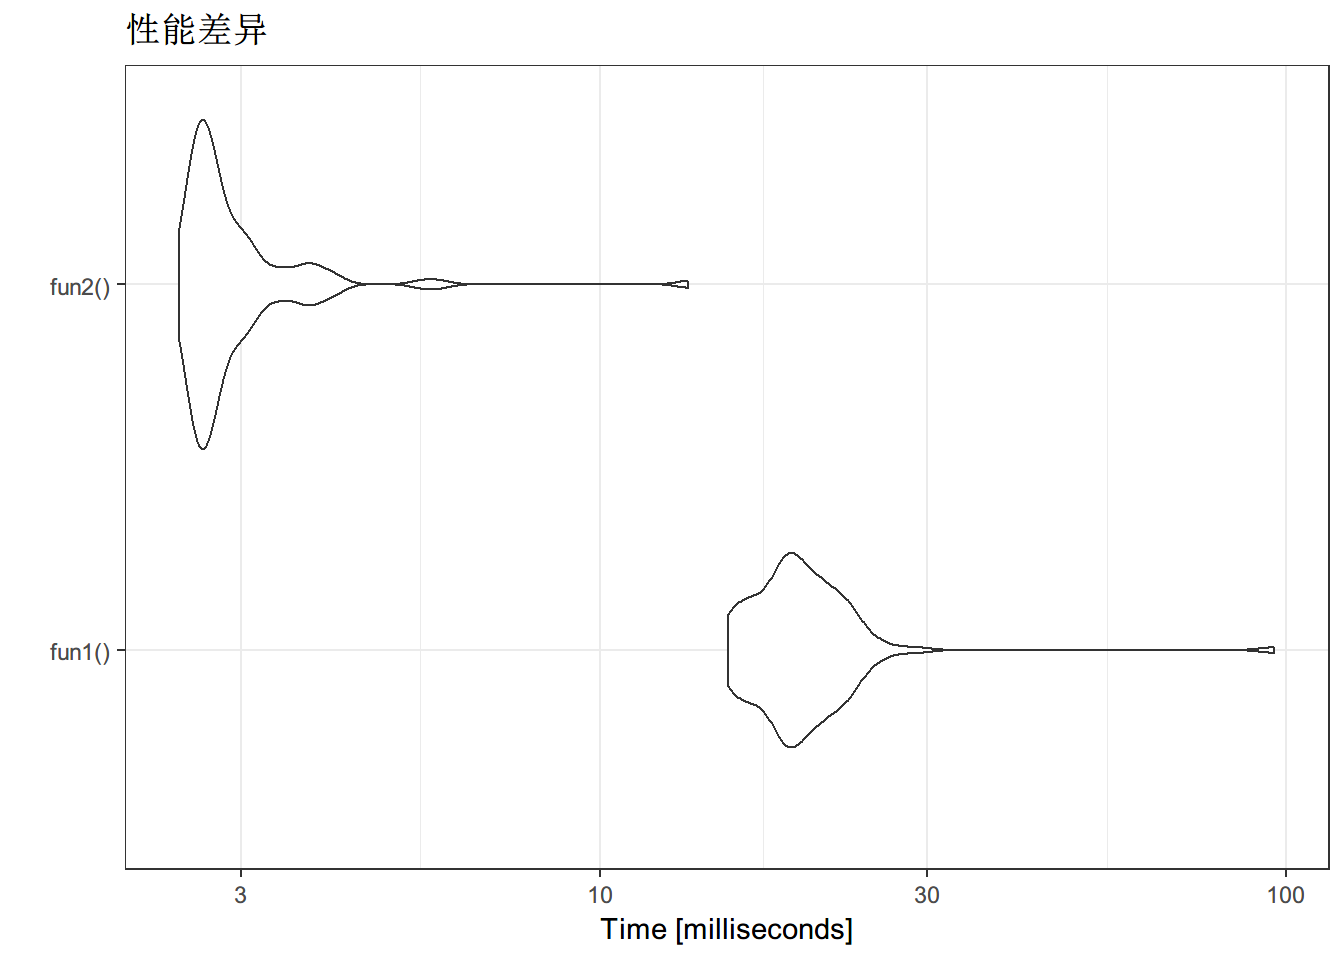 性能差异
fun2()
fun1()
3 10 30 100
Time [milliseconds]